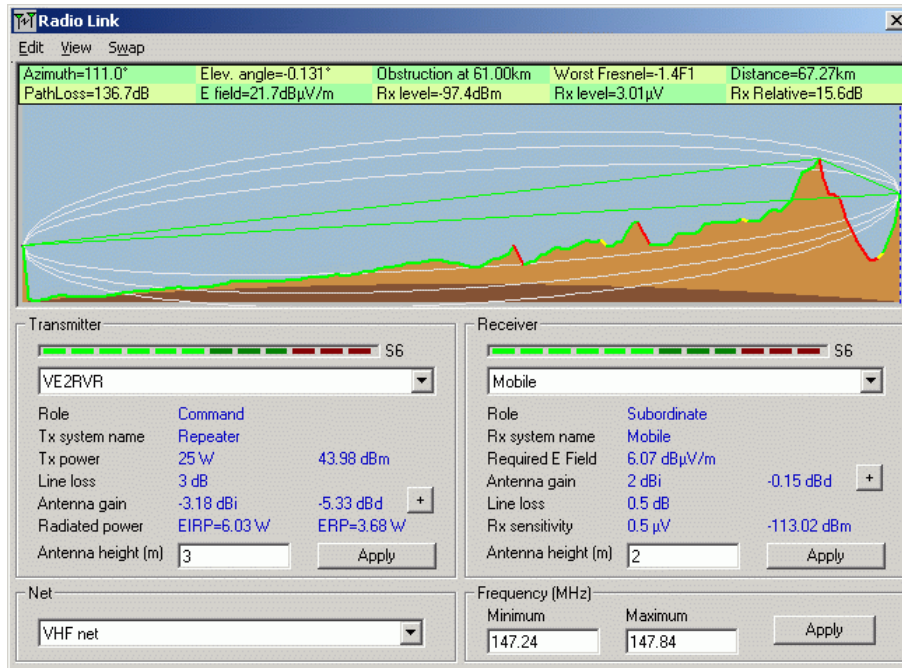 Radio Link
Edit View Swap
Azimuth=111.0° Elev. angle=-0.131° Obstruction at 61.00km Worst Fresnel=-1.4F1 Distance=67.27km
PathLoss=136.7dB E field=21.7dBµV/m Rx level=-97.4dBm Rx level=3.01µV Rx Relative=15.6dB
Transmitter
S6
VE2RVR
Role Command
Tx system name Repeater
Tx power 25 W 43.98 dBm
Line loss 3 dB
Antenna gain -3.18 dBi -5.33 dBd +
Radiated power EIRP=6.03 W ERP=3.68 W
Antenna height (m) 3 Apply
Receiver
S6
Mobile
Role Subordinate
Rx system name Mobile
Required E Field 6.07 dBµV/m
Antenna gain 2 dBi -0.15 dBd +
Line loss 0.5 dB
Rx sensitivity 0.5 µV -113.02 dBm
Antenna height (m) 2 Apply
Net
VHF net
Frequency (MHz)
Minimum Maximum
147.24 147.84 Apply